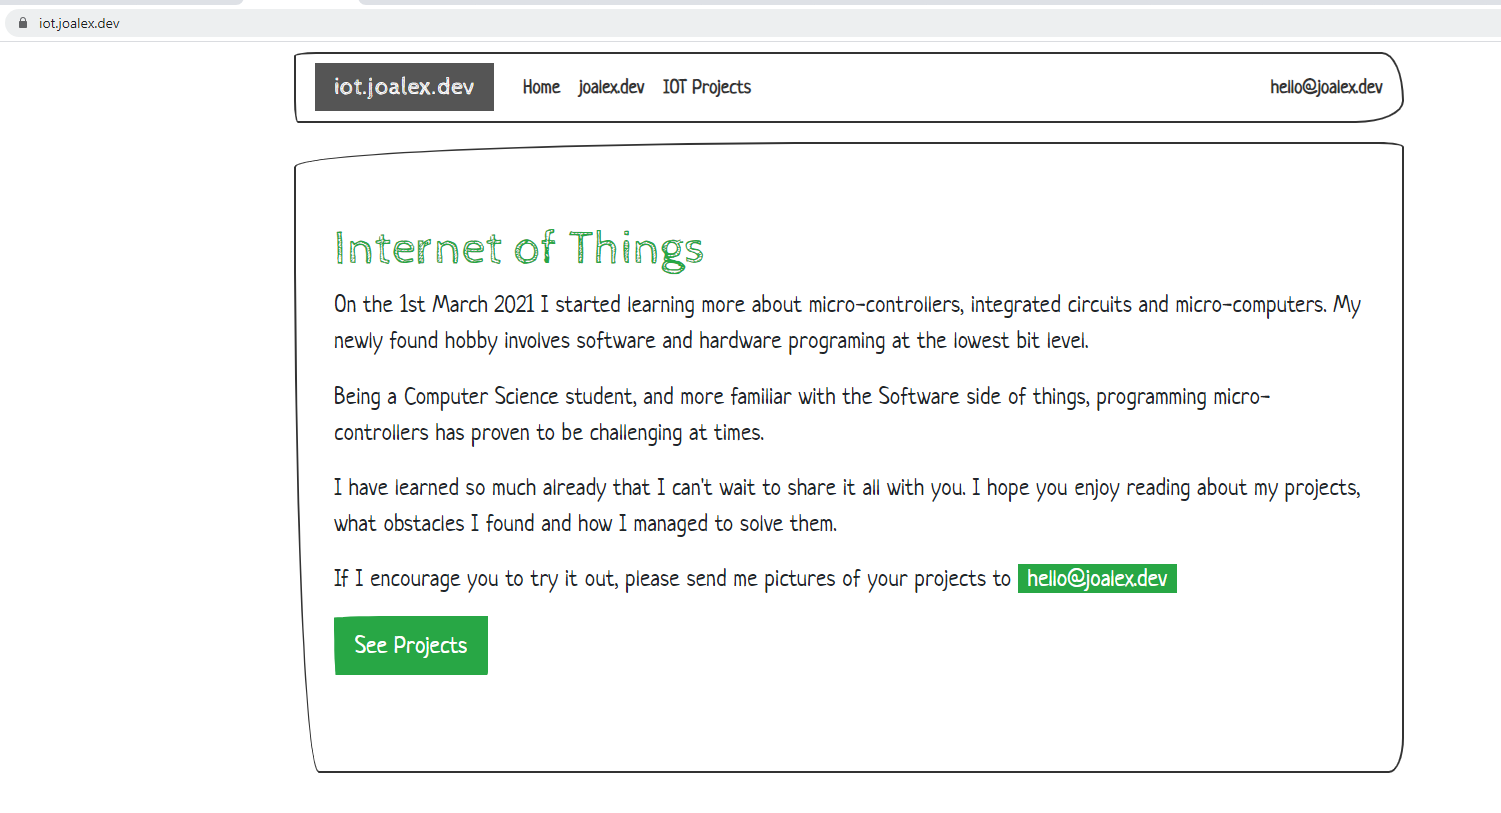 iot.joalex.dev
iot.joalex.dev Home joalex.dev IOT Projects hello@joalex.dev
Internet of Things
On the 1st March 2021 I started learning more about micro-controllers, integrated circuits and micro-computers. My
newly found hobby involves software and hardware programing at the lowest bit level.
Being a Computer Science student, and more familiar with the Software side of things, programming micro-
controllers has proven to be challenging at times.
I have learned so much already that I can't wait to share it all with you. I hope you enjoy reading about my projects,
what obstacles I found and how I managed to solve them.
If I encourage you to try it out, please send me pictures of your projects to hello@joalex.dev
See Projects